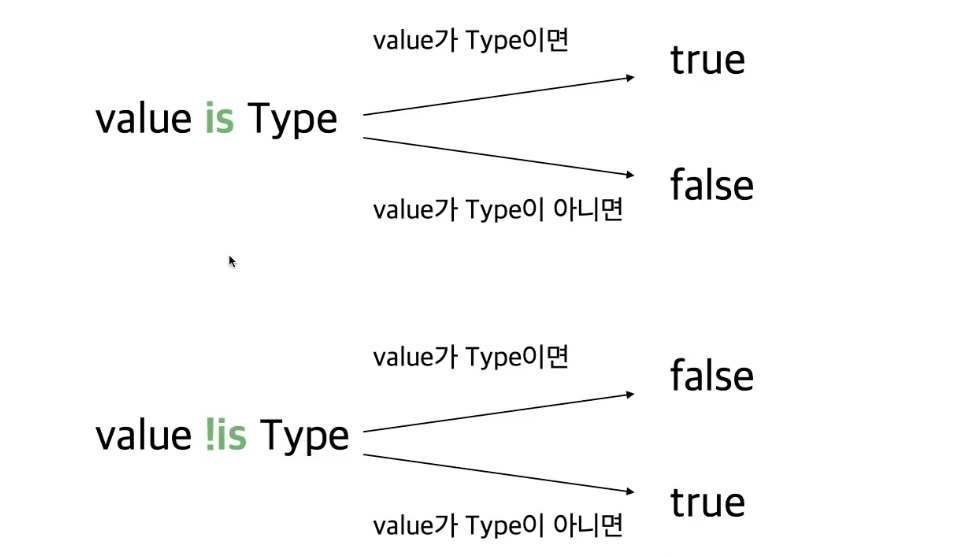 value가 Type이면
true
value is Type
false
value가 Type이 아니면
value가 Type이면
false
value !is Type
true
value가 Type이 아니면